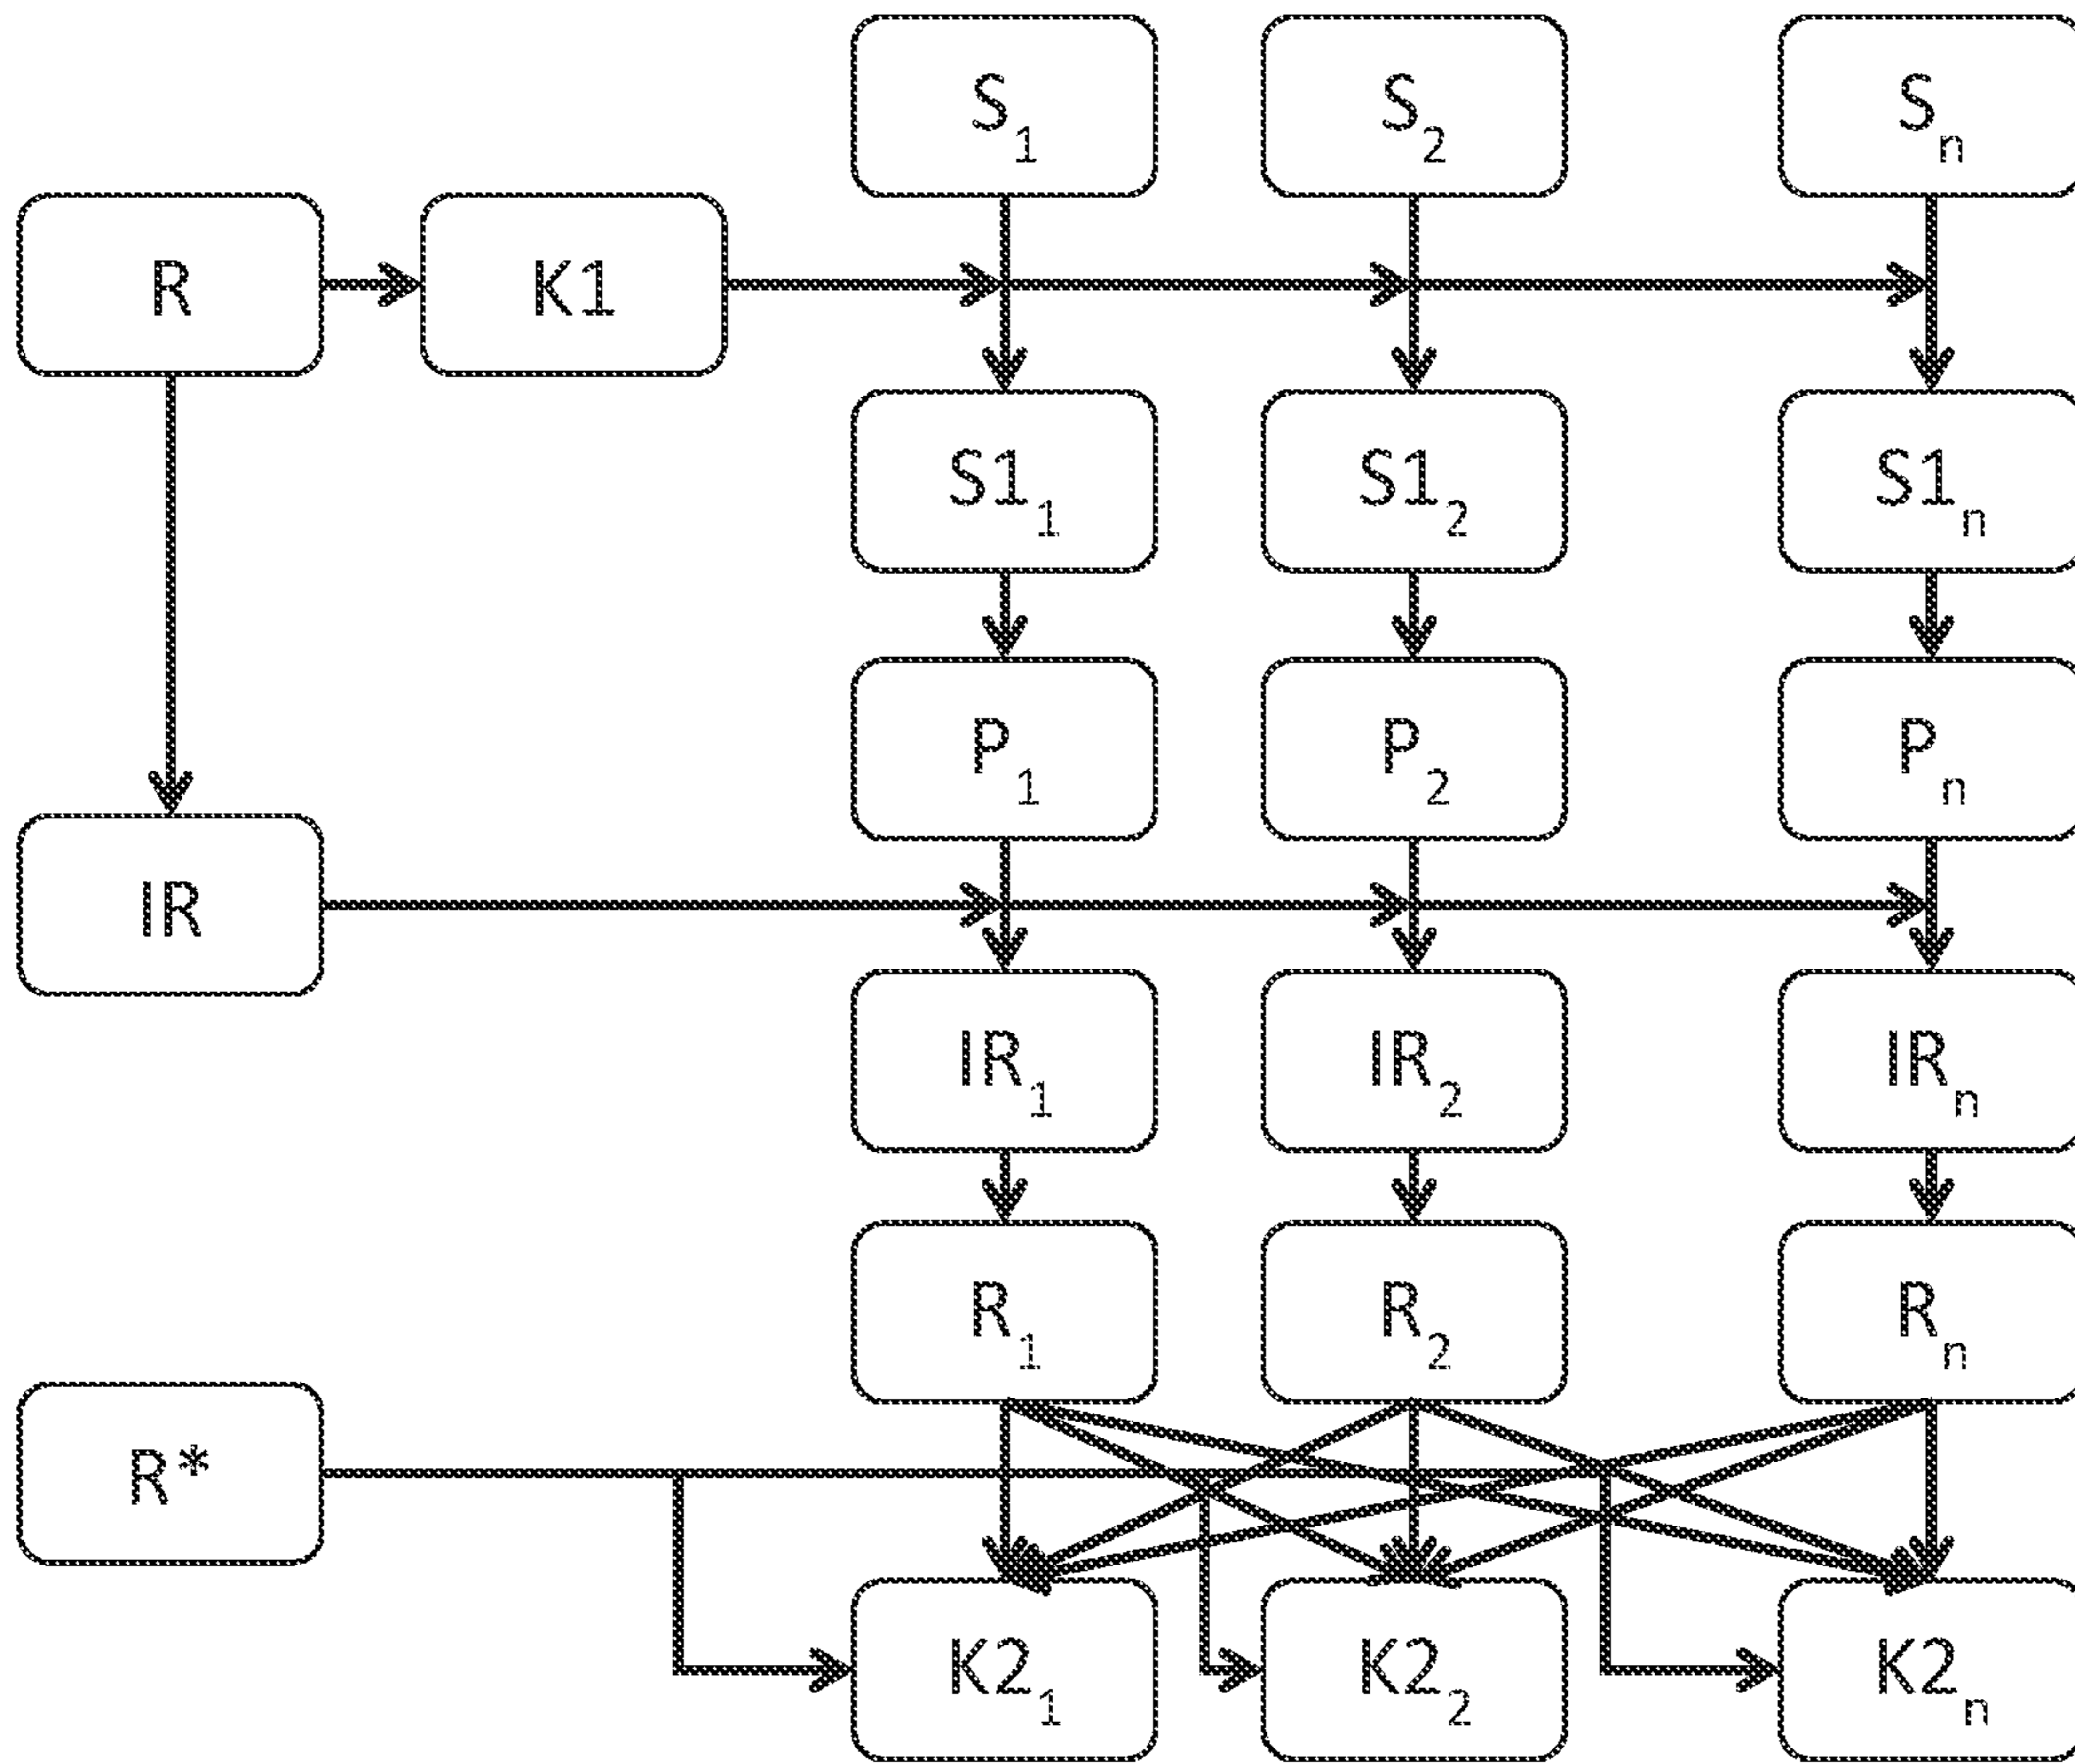 S₁ S₂ Sₙ
R K1
S1₁ S1₂ S1ₙ
P₁ P₂ Pₙ
IR
IR₁ IR₂ IRₙ
R₁ R₂ Rₙ
R*
K2₁ K2₂ K2ₙ